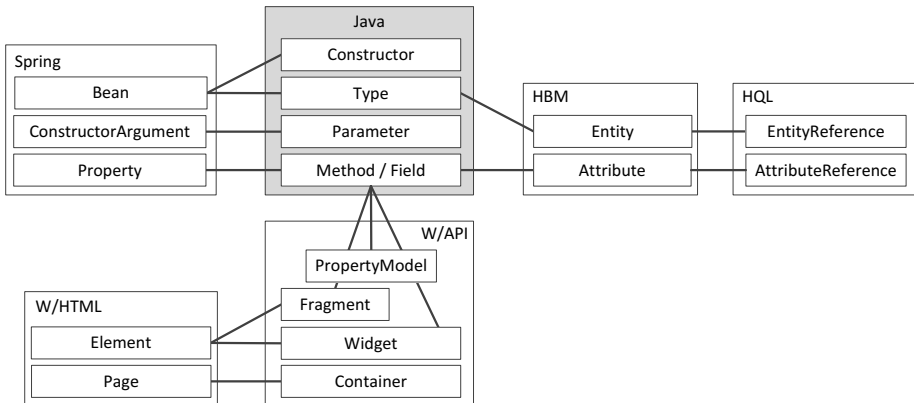 Java
Constructor
Type
Parameter
Method / Field
Spring
Bean
ConstructorArgument
Property
HBM
Entity
Attribute
HQL
EntityReference
AttributeReference
W/API
PropertyModel
Fragment
Widget
Container
W/HTML
Element
Page